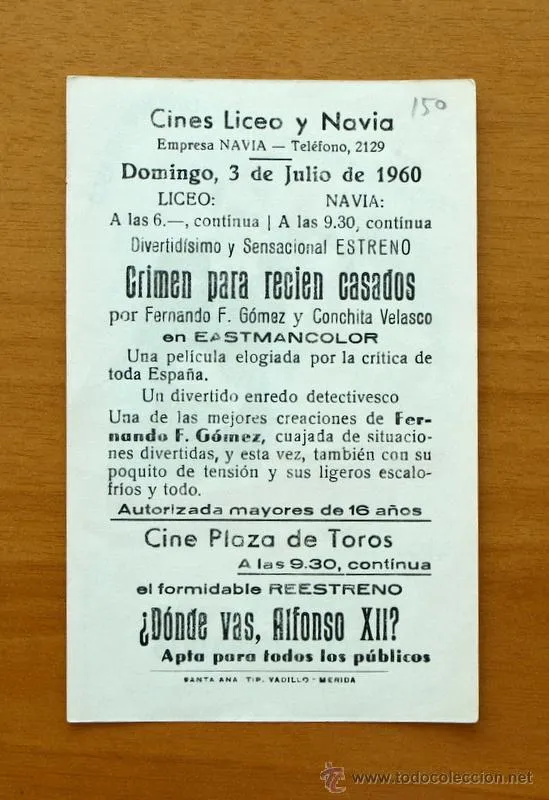 150
Cines Liceo y Navia
Empresa NAVIA — Teléfono, 2129
Domingo, 3 de Julio de 1960
LICEO: NAVIA:
A las 6.—, contínua | A las 9.30, contínua
Divertidísimo y Sensacional ESTRENO
Crimen para recien casados
por Fernando F. Gómez y Conchita Velasco
en EASTMANCOLOR
Una película elogiada por la crítica de
toda España.
Un divertido enredo detectivesco
Una de las mejores creaciones de Fer-
nando F. Gómez, cuajada de situacio-
nes divertidas, y esta vez, también con su
poquito de tensión y sus ligeros escalo-
fríos y todo.
Autorizada mayores de 16 años
Cine Plaza de Toros
A las 9.30, contínua
el formidable REESTRENO
¿Dónde vas, Alfonso XII?
Apta para todos los públicos
SANTA ANA TIP. VADILLO - MERIDA
todocoleccion
www.todocoleccion.net